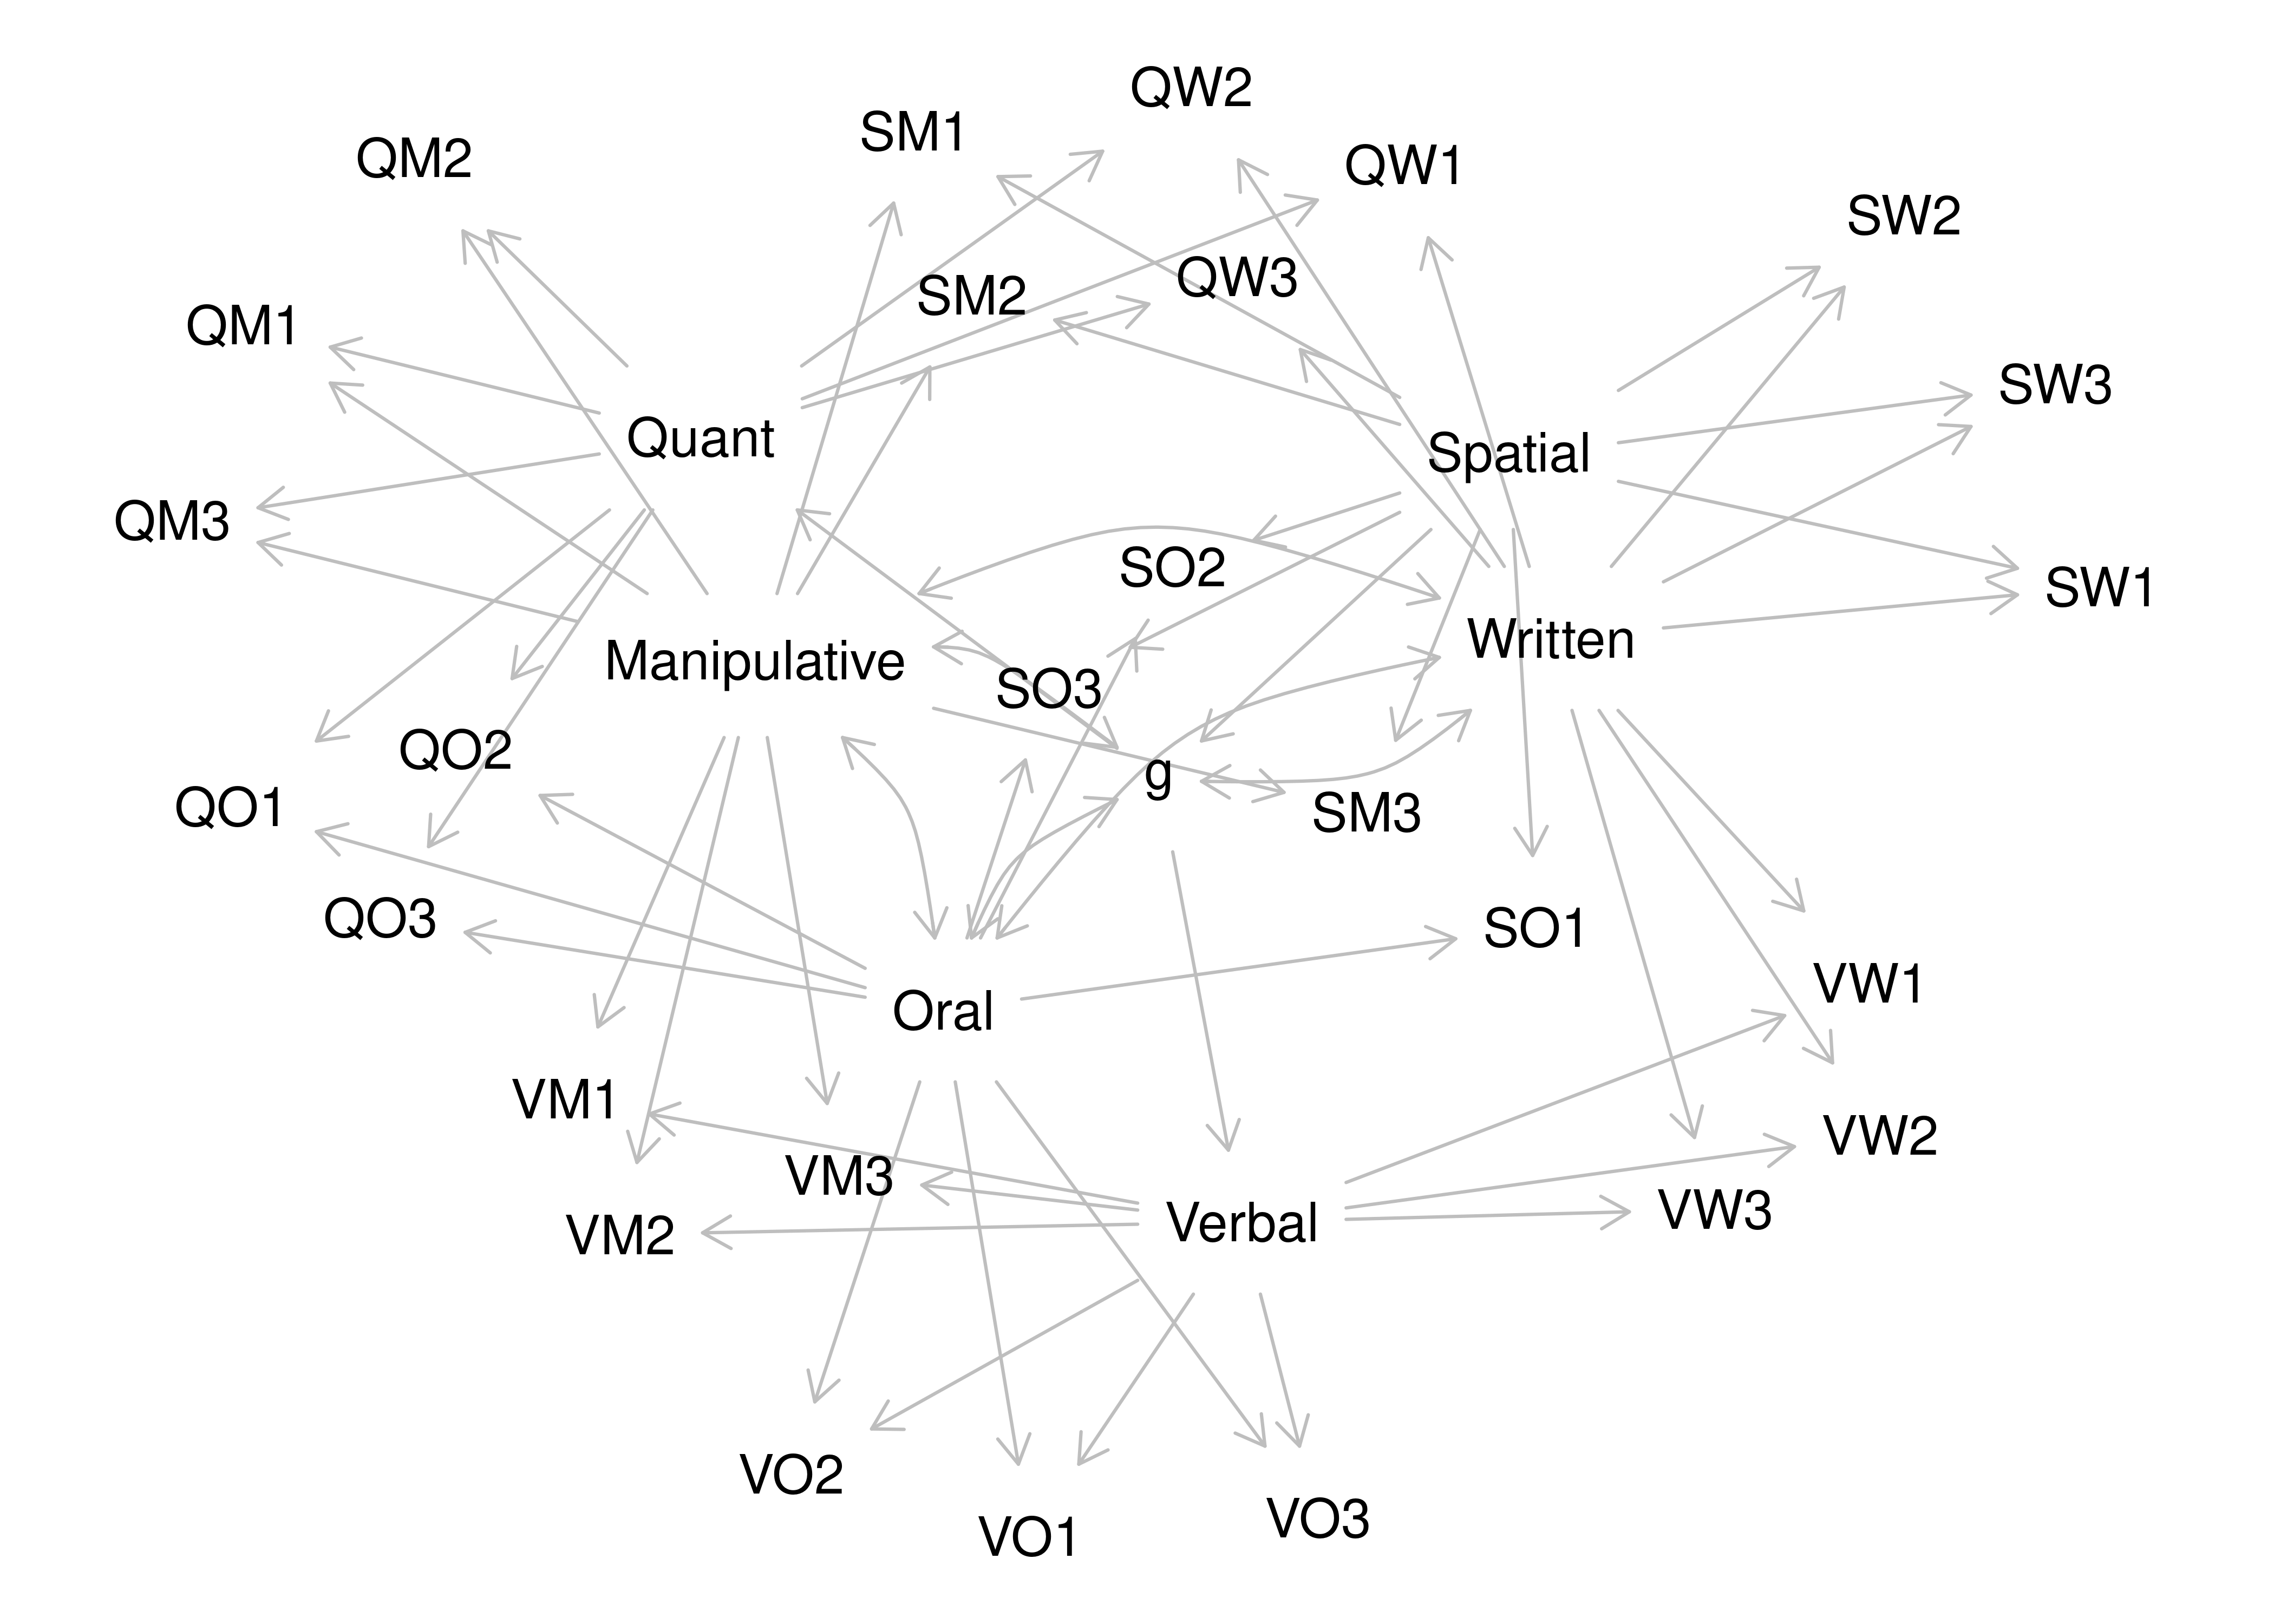 QW2
SM1
QM2
QW1
SW2
QW3
SM2
QM1
SW3
Quant
Spatial
QM3
SO2
SW1
Written
Manipulative
SO3
QO2
g
QO1
SM3
QO3
SO1
VW1
Oral
VM1
VW2
VM3
VW3
Verbal
VM2
VO2
VO3
VO1